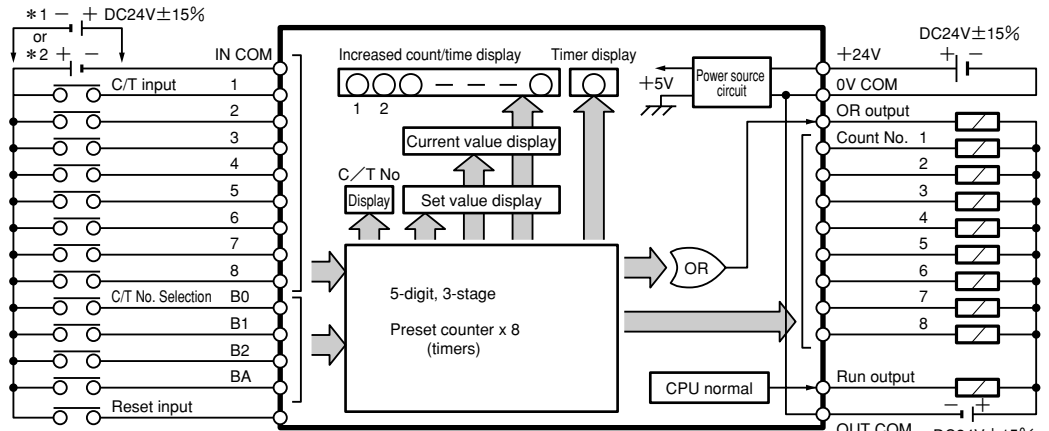 *1 − + DC24V±15%
or
*2 + −
IN COM
C/T input 1
2
3
4
5
6
7
8
C/T No. Selection B0
B1
B2
BA
Reset input
Increased count/time display
1 2
Timer display
Current value display
C/T No
Display
Set value display
5-digit, 3-stage
Preset counter x 8
(timers)
OR
+5V
Power source
circuit
CPU normal
DC24V±15%
+24V + −
0V COM
OR output
Count No. 1
2
3
4
5
6
7
8
Run output
− +
OUT COM DC24V±15%